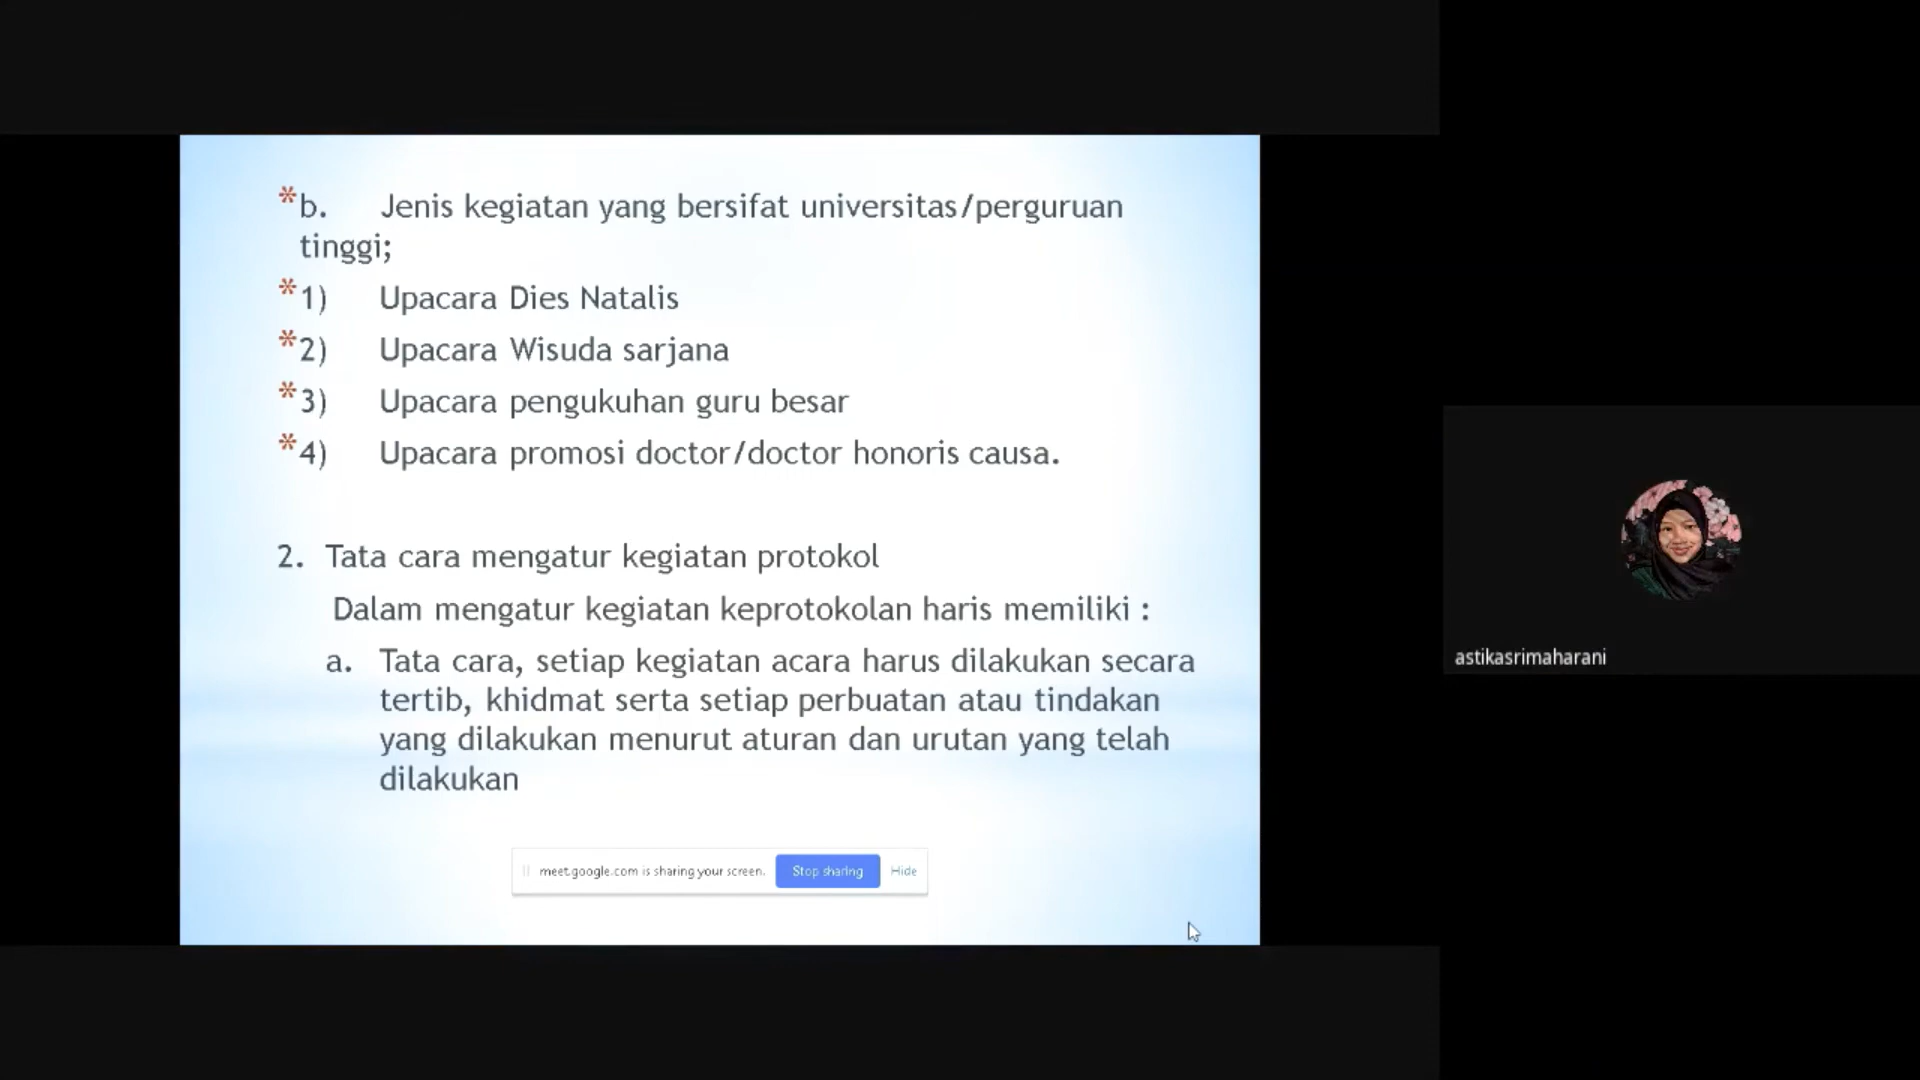 *b. Jenis kegiatan yang bersifat universitas/perguruan
tinggi;
*1) Upacara Dies Natalis
*2) Upacara Wisuda sarjana
*3) Upacara pengukuhan guru besar
*4) Upacara promosi doctor/doctor honoris causa.
2. Tata cara mengatur kegiatan protokol
Dalam mengatur kegiatan keprotokolan haris memiliki :
a. Tata cara, setiap kegiatan acara harus dilakukan secara
tertib, khidmat serta setiap perbuatan atau tindakan
yang dilakukan menurut aturan dan urutan yang telah
dilakukan
meet.google.com is sharing your screen. Stop sharing Hide
astikasrimaharani